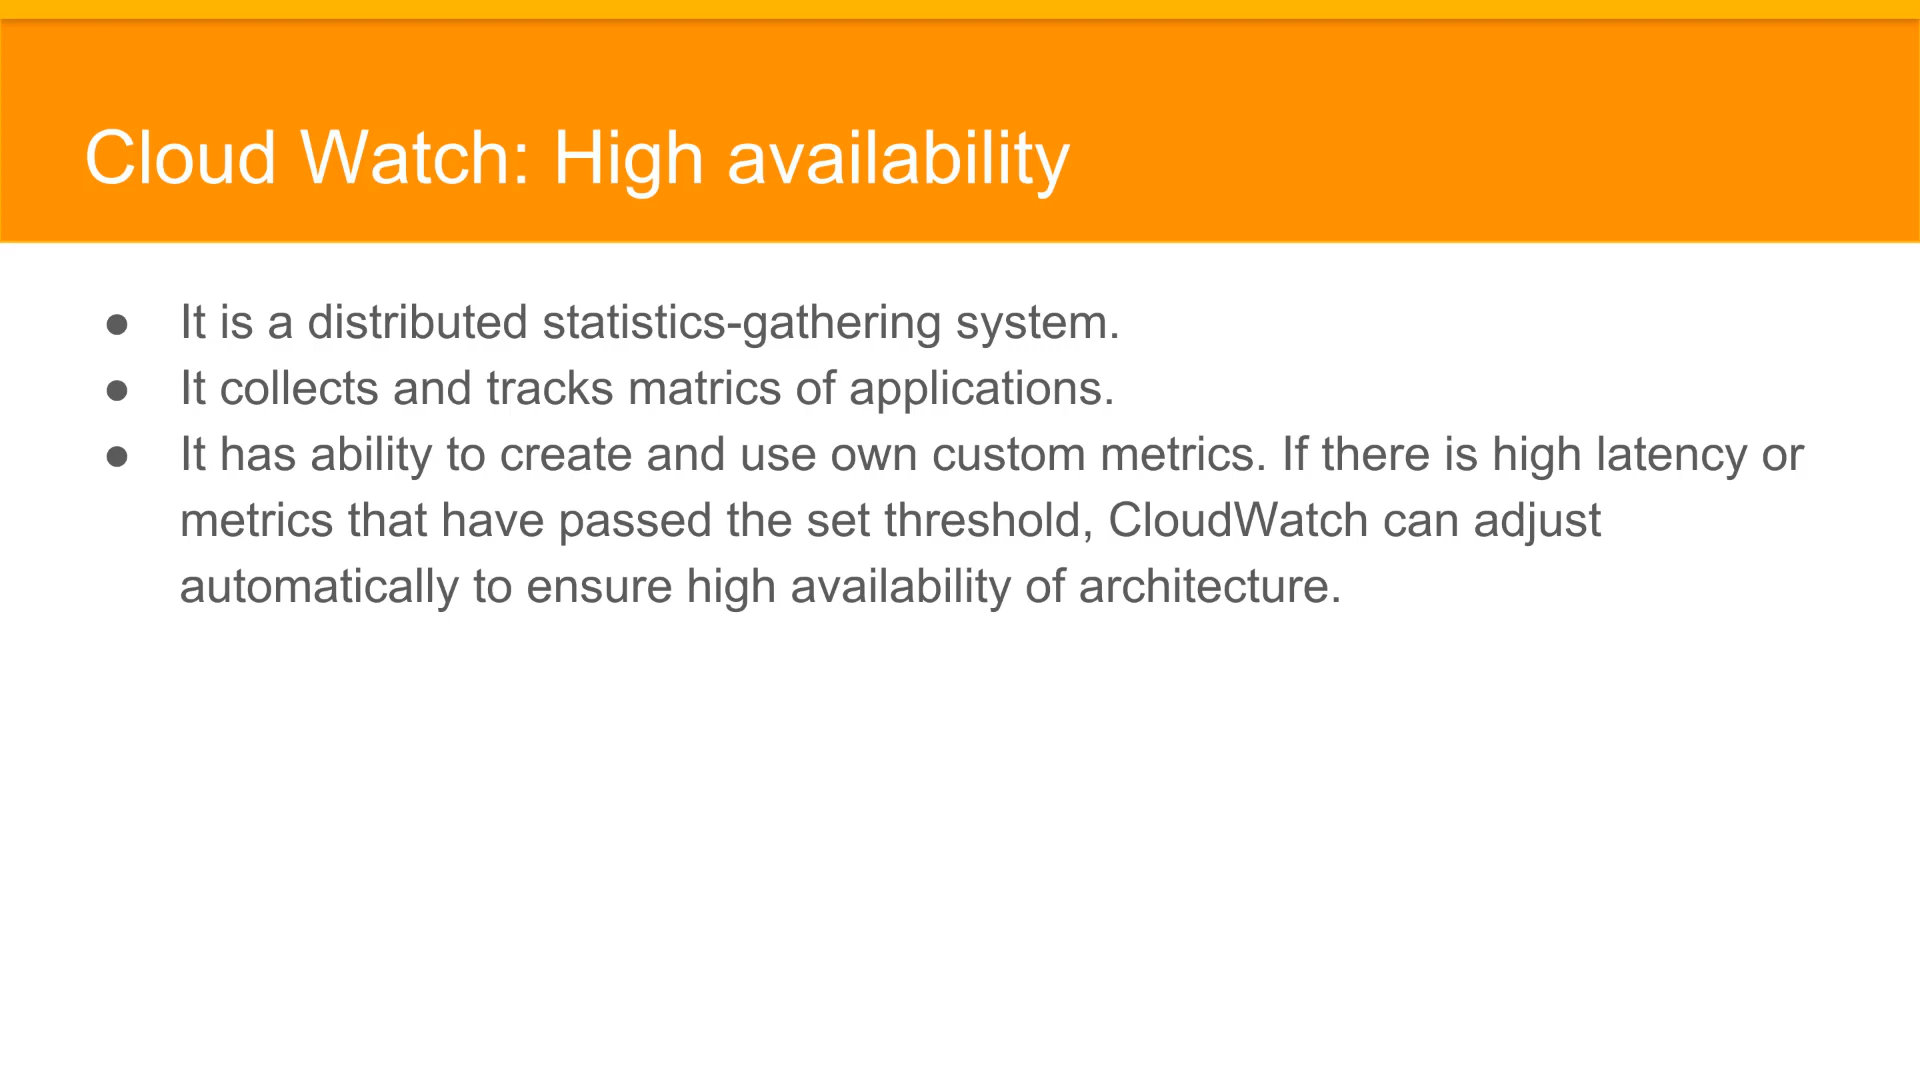 Cloud Watch: High availability
● It is a distributed statistics-gathering system.
● It collects and tracks matrics of applications.
● It has ability to create and use own custom metrics. If there is high latency or
metrics that have passed the set threshold, CloudWatch can adjust
automatically to ensure high availability of architecture.